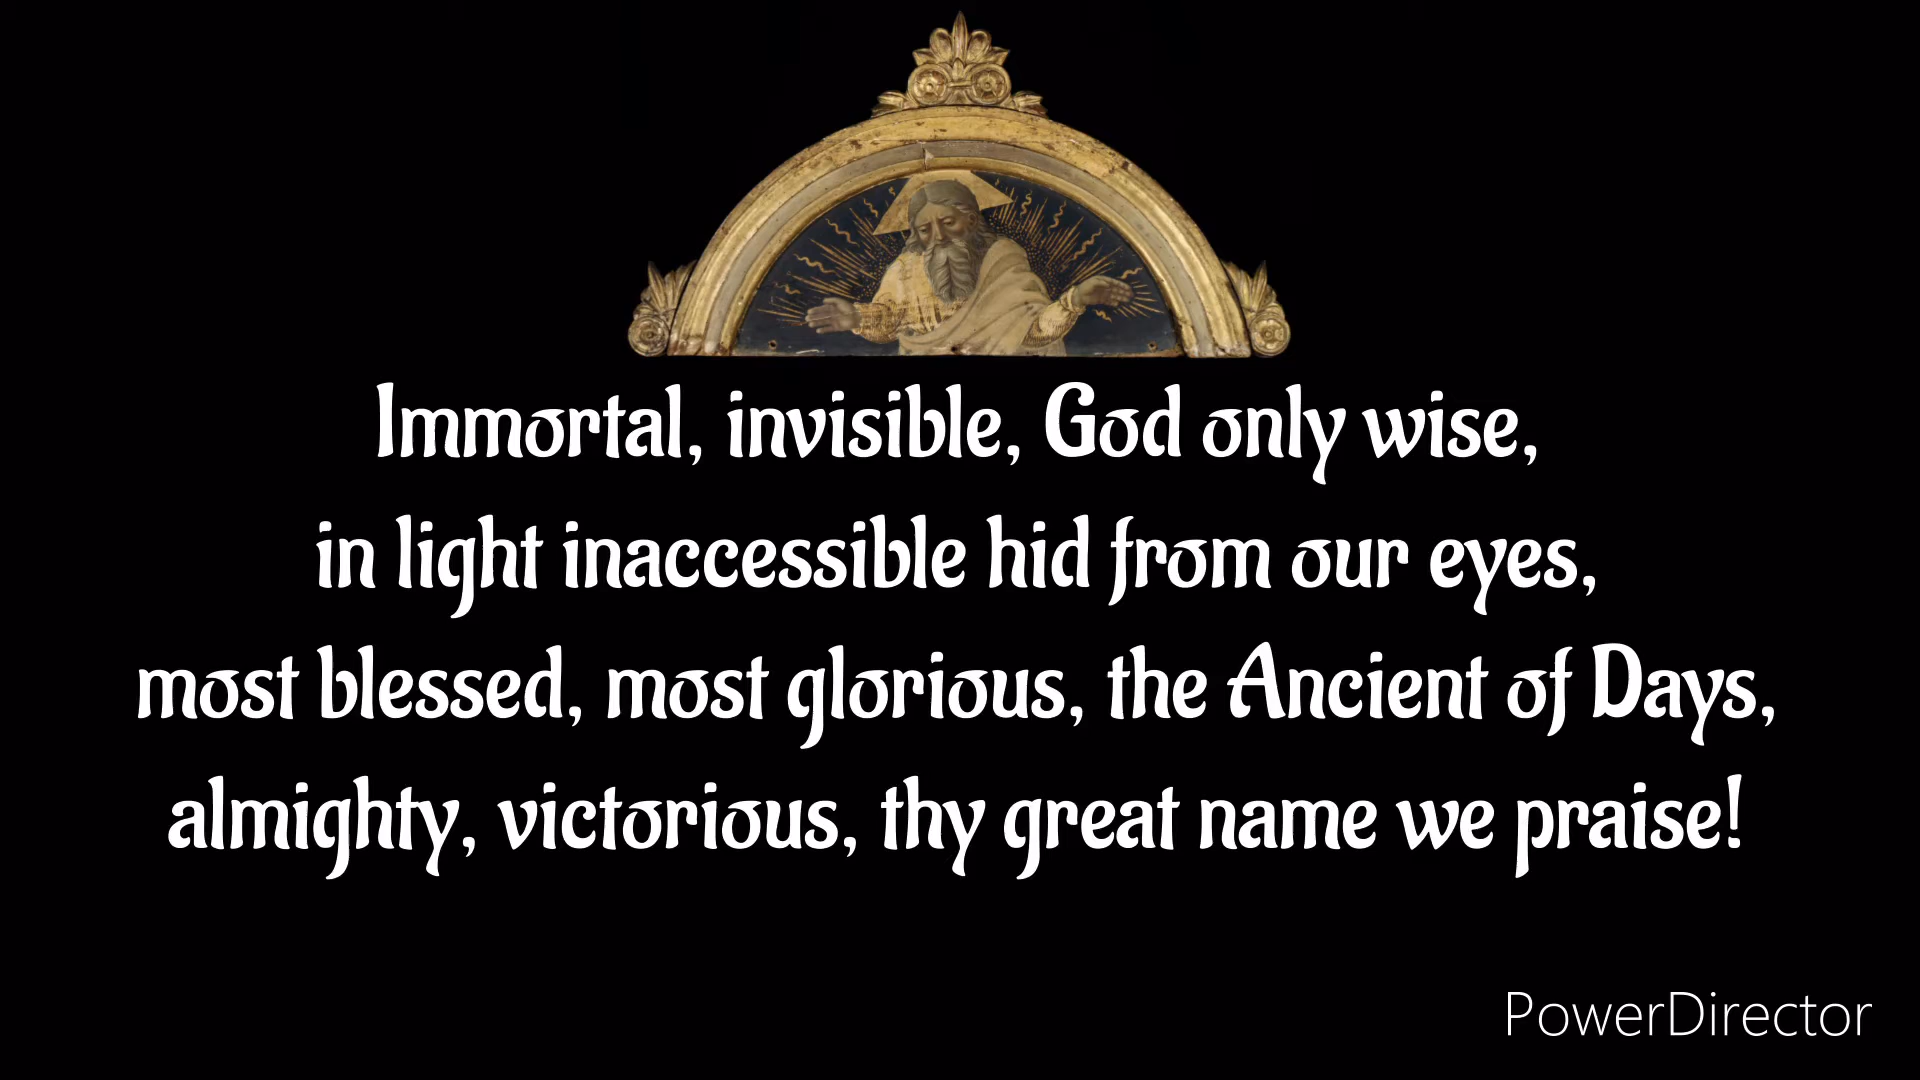 Immortal, invisible, God only wise,
in light inaccessible hid from our eyes,
most blessed, most glorious, the Ancient of Days,
almighty, victorious, thy great name we praise!
PowerDirector